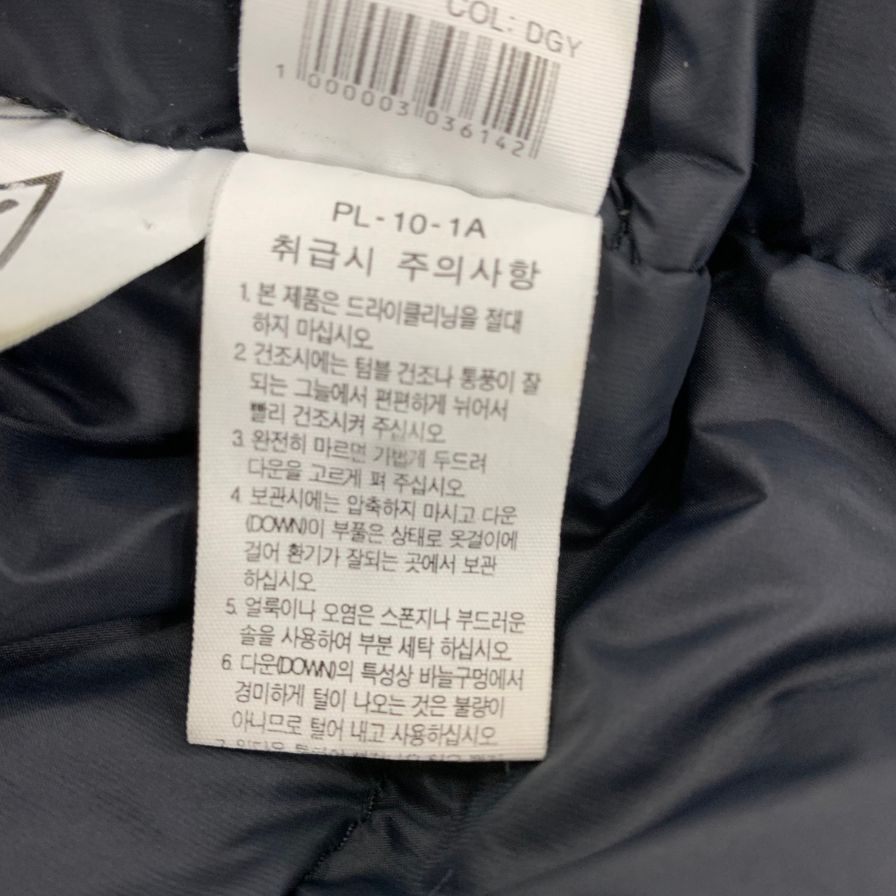 COL: DGY
1 000003 036142
PL-10-1A
취급시 주의사항
1. 본 제품은 드라이클리닝을 절대
하지 마십시오
2 건조시에는 텀블 건조나 통풍이 잘
되는 그늘에서 편편하게 뉘어서
빨리 건조시켜 주십시오
3. 완전히 마르면 가볍게 두드려
다운을 고르게 펴 주십시오
4. 보관시에는 압축하지 마시고 다운
(DOWN)이 부풀은 상태로 옷걸이에
걸어 환기가 잘되는 곳에서 보관
하십시오
5. 얼룩이나 오염은 스폰지나 부드러운
솔을 사용하여 부분 세탁 하십시오
6. 다운(DOWN)의 특성상 바늘구멍에서
경미하게 털이 나오는 것은 불량이
아니므로 털어 내고 사용하십시오